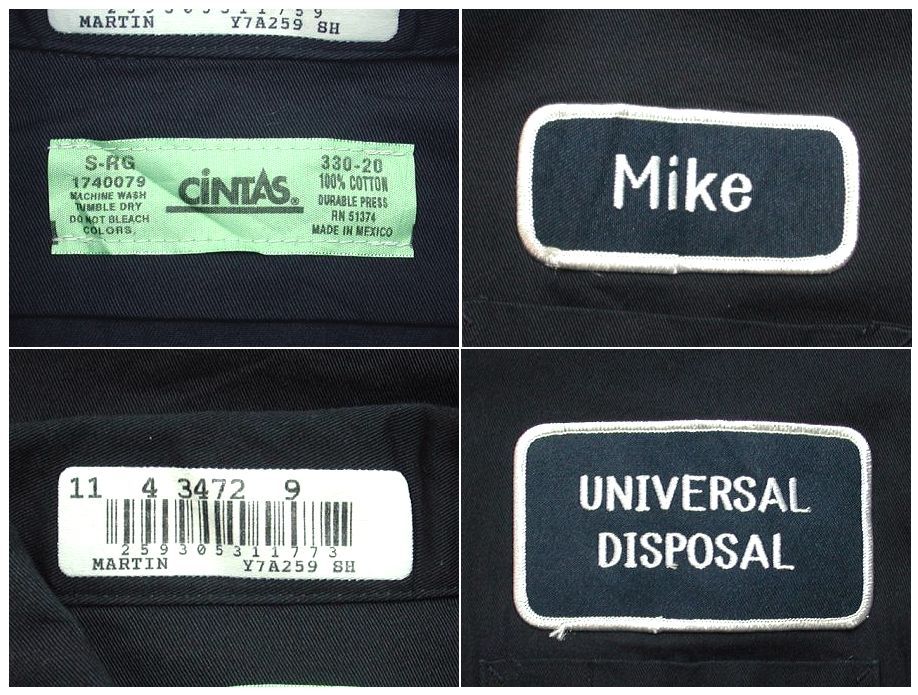 MARTIN Y7A259 SH
S-RG
1740079
MACHINE WASH
TUMBLE DRY
DO NOT BLEACH
COLORS
CiNTAS®
330-20
100% COTTON
DURABLE PRESS
RN 51374
MADE IN MEXICO
Mike
11 4 3472 9
259305311773
MARTIN Y7A259 SH
UNIVERSAL
DISPOSAL